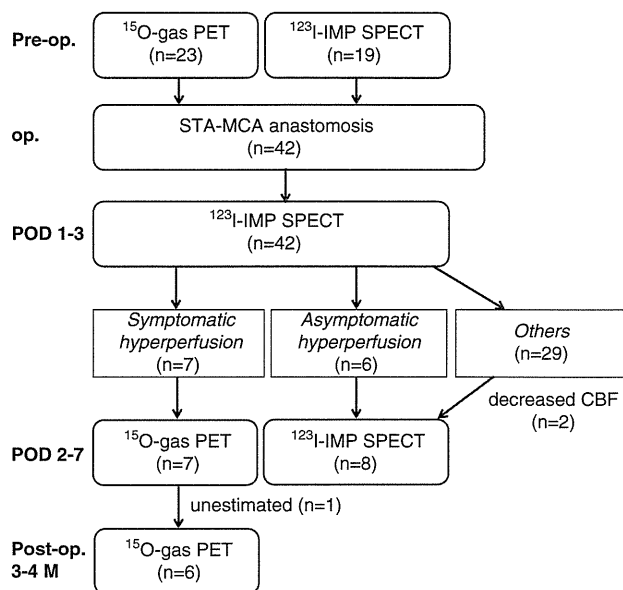 Pre-op.
¹⁵O-gas PET
(n=23)
¹²³I-IMP SPECT
(n=19)
op.
STA-MCA anastomosis
(n=42)
POD 1-3
¹²³I-IMP SPECT
(n=42)
Symptomatic
hyperperfusion
(n=7)
Asymptomatic
hyperperfusion
(n=6)
Others
(n=29)
decreased CBF
(n=2)
POD 2-7
¹⁵O-gas PET
(n=7)
¹²³I-IMP SPECT
(n=8)
unestimated (n=1)
Post-op.
3-4 M
¹⁵O-gas PET
(n=6)